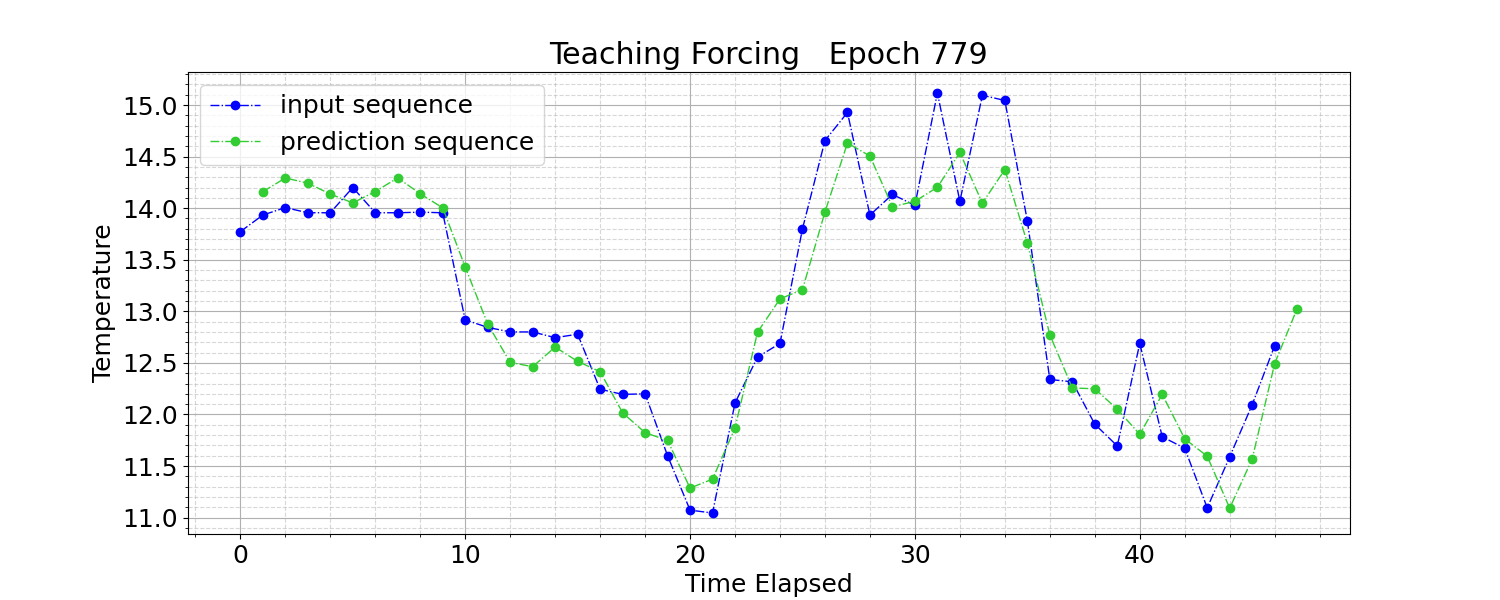 Teaching Forcing   Epoch 779
input sequence
prediction sequence
Temperature
15.0
14.5
14.0
13.5
13.0
12.5
12.0
11.5
11.0
0 10 20 30 40
Time Elapsed